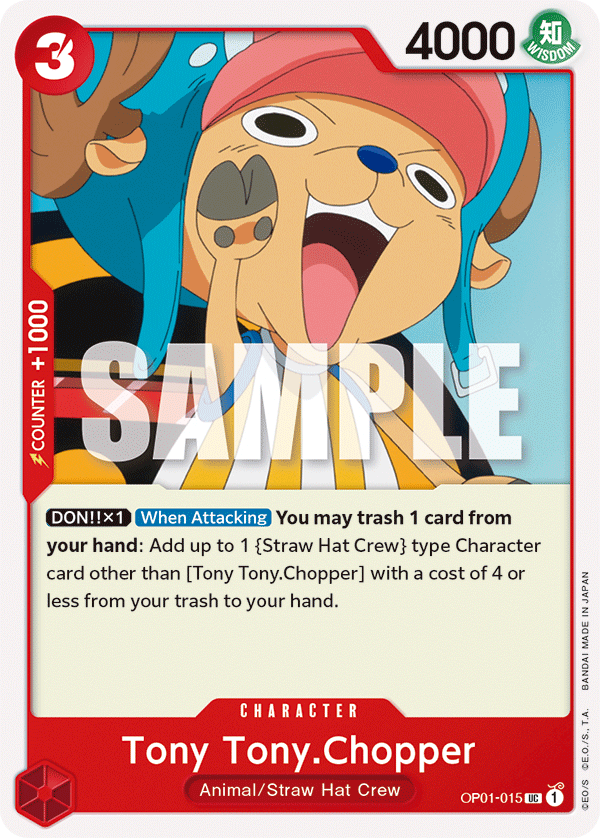 3
4000
知
WISDOM
COUNTER +1000
SAMPLE
DON!!×1 When Attacking You may trash 1 card from
your hand: Add up to 1 {Straw Hat Crew} type Character
card other than [Tony Tony.Chopper] with a cost of 4 or
less from your trash to your hand.
CHARACTER
Tony Tony.Chopper
Animal/Straw Hat Crew
OP01-015 UC 1
©EO/S ©E.O./S., T.A. BANDAI MADE IN JAPAN